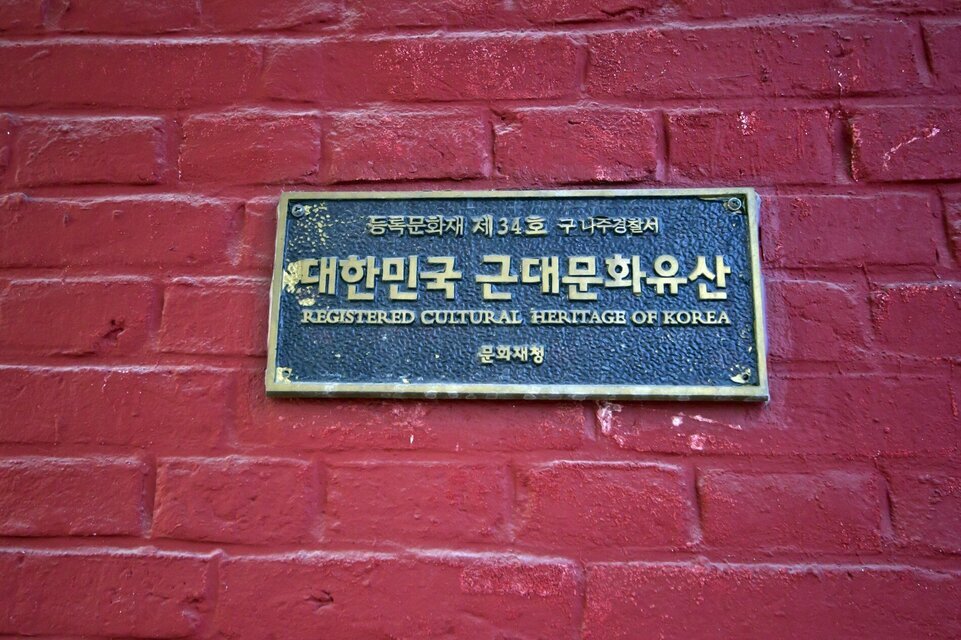 등록문화재 제34호 구 나주경찰서
대한민국 근대문화유산
REGISTERED CULTURAL HERITAGE OF KOREA
문화재청